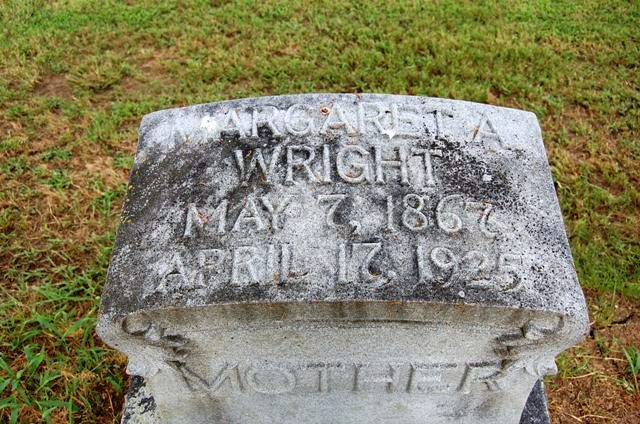 MARGARET A
WRIGHT
MAY 7, 1867
APRIL 17, 1925
MOTHER